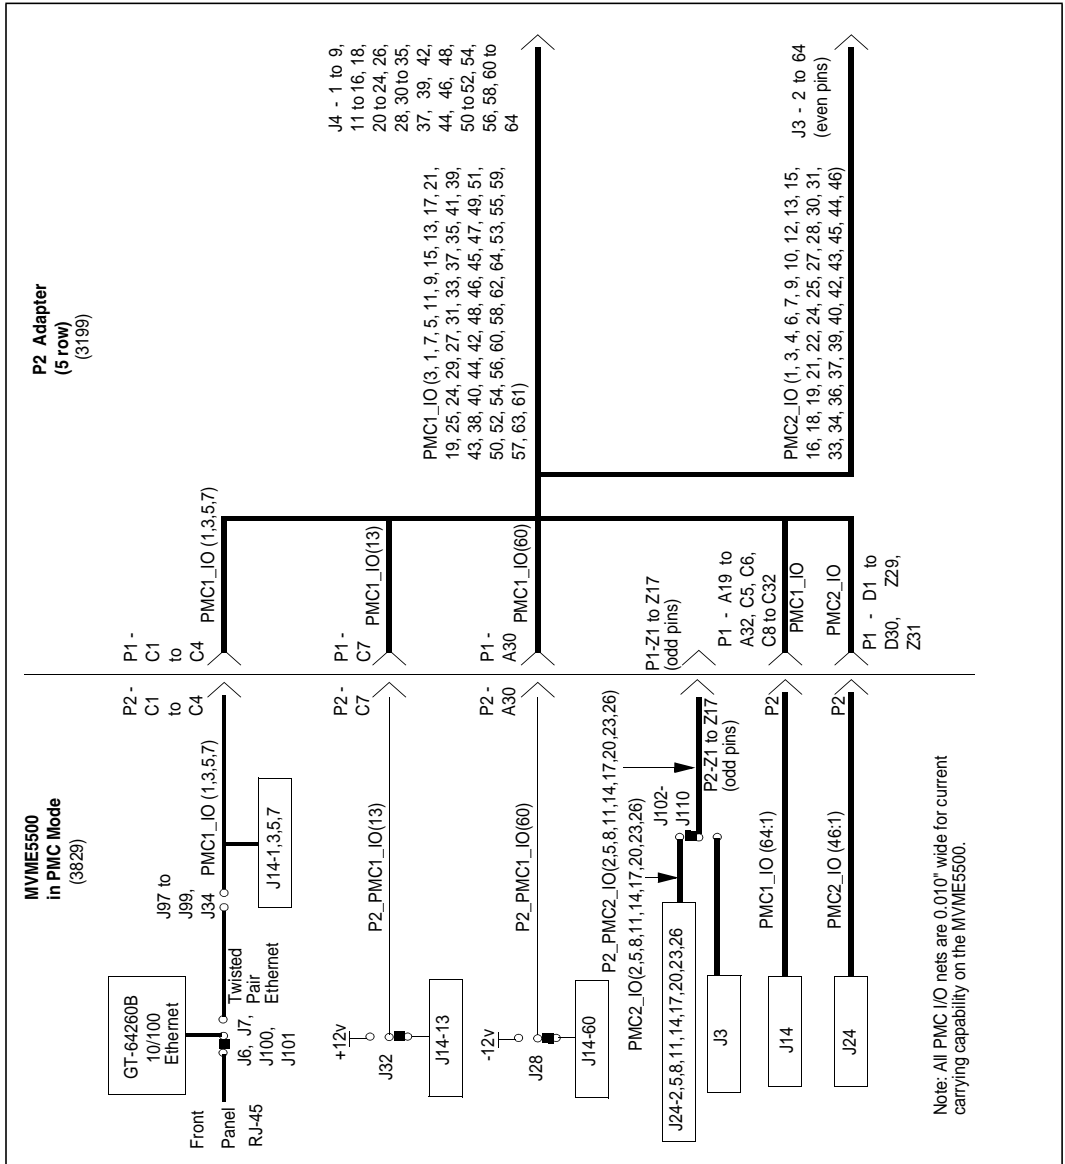 MVME5500
in PMC Mode
(3829)
P2 Adapter
(5 row)
(3199)
GT-64260B
10/100
Ethernet
Front
Panel
RJ-45
J6, J7,
J100,
J101
Twisted
Pair
Ethernet
J97 to
J99,
J34
PMC1_IO (1,3,5,7)
J14-1,3,5,7
P2 -
C1
to
C4
P1 -
C1
to
C4
PMC1_IO (1,3,5,7)
J4 - 1 to 9,
11 to 16, 18,
20 to 24, 26,
28, 30 to 35,
37, 39, 42,
44, 46, 48,
50 to 52, 54,
56, 58, 60 to
64
+12v
J32
J14-13
P2_PMC1_IO(13)
P2 -
C7
P1 -
C7
PMC1_IO(13)
PMC1_IO (3, 1, 7, 5, 11, 9, 15, 13, 17, 21,
19, 25, 24, 29, 27, 31, 33, 37, 35, 41, 39,
43, 38, 40, 44, 42, 48, 46, 45, 47, 49, 51,
50, 52, 54, 56, 60, 58, 62, 64, 53, 55, 59,
57, 63, 61)
-12v
J28
J14-60
P2_PMC1_IO(60)
P2 -
A30
P1 -
A30
PMC1_IO(60)
P2_PMC2_IO(2,5,8,11,14,17,20,23,26)
PMC2_IO(2,5,8,11,14,17,20,23,26)
J24-2,5,8,11,14,17,20,23,26
J3
J102-
J110
P2-Z1 to Z17
(odd pins)
P1-Z1 to Z17
(odd pins)
J14
PMC1_IO (64:1)
P2
P1 - A19 to
A32, C5, C6,
C8 to C32
PMC1_IO
J24
PMC2_IO (46:1)
P2
PMC2_IO
P1 - D1 to
D30, Z29,
Z31
PMC2_IO (1, 3, 4, 6, 7, 9, 10, 12, 13, 15,
16, 18, 19, 21, 22, 24, 25, 27, 28, 30, 31,
33, 34, 36, 37, 39, 40, 42, 43, 45, 44, 46)
J3 - 2 to 64
(even pins)
Note: All PMC I/O nets are 0.010" wide for current
carrying capability on the MVME5500.